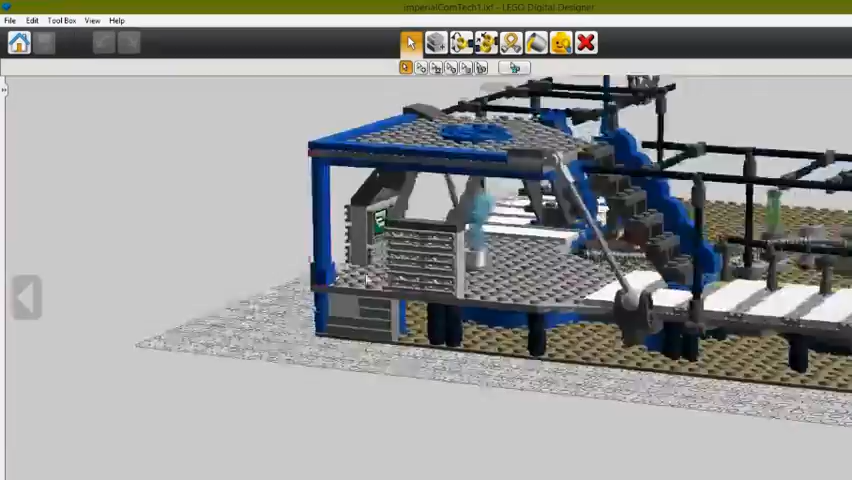 imperialComTech1.lxf - LEGO Digital Designer
File Edit Tool Box View Help